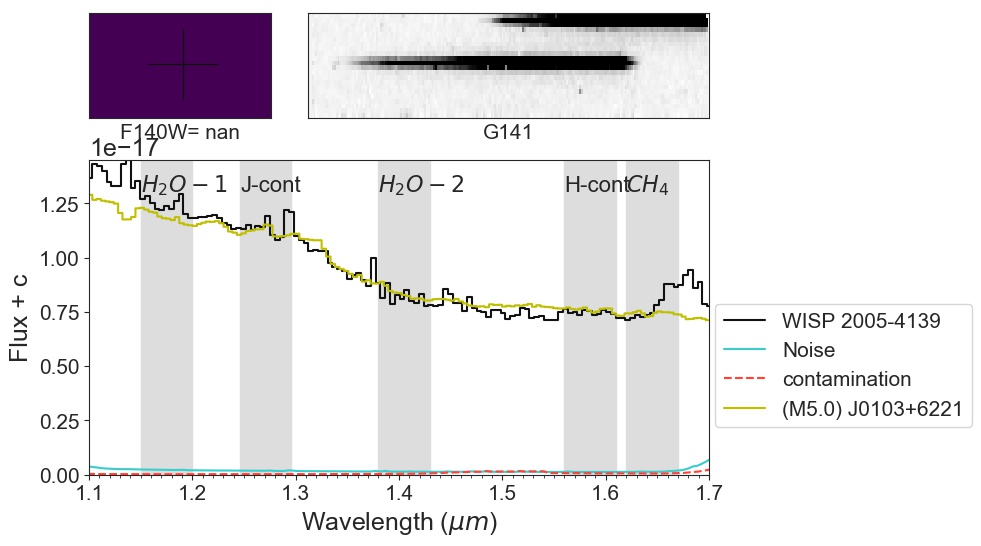 F140W= nan
G141
1e−17
H₂O − 1
J-cont
H₂O − 2
H-cont
CH₄
1.25
1.00
0.75
0.50
0.25
0.00
Flux + c
1.1
1.2
1.3
1.4
1.5
1.6
1.7
Wavelength (μm)
WISP 2005-4139
Noise
contamination
(M5.0) J0103+6221